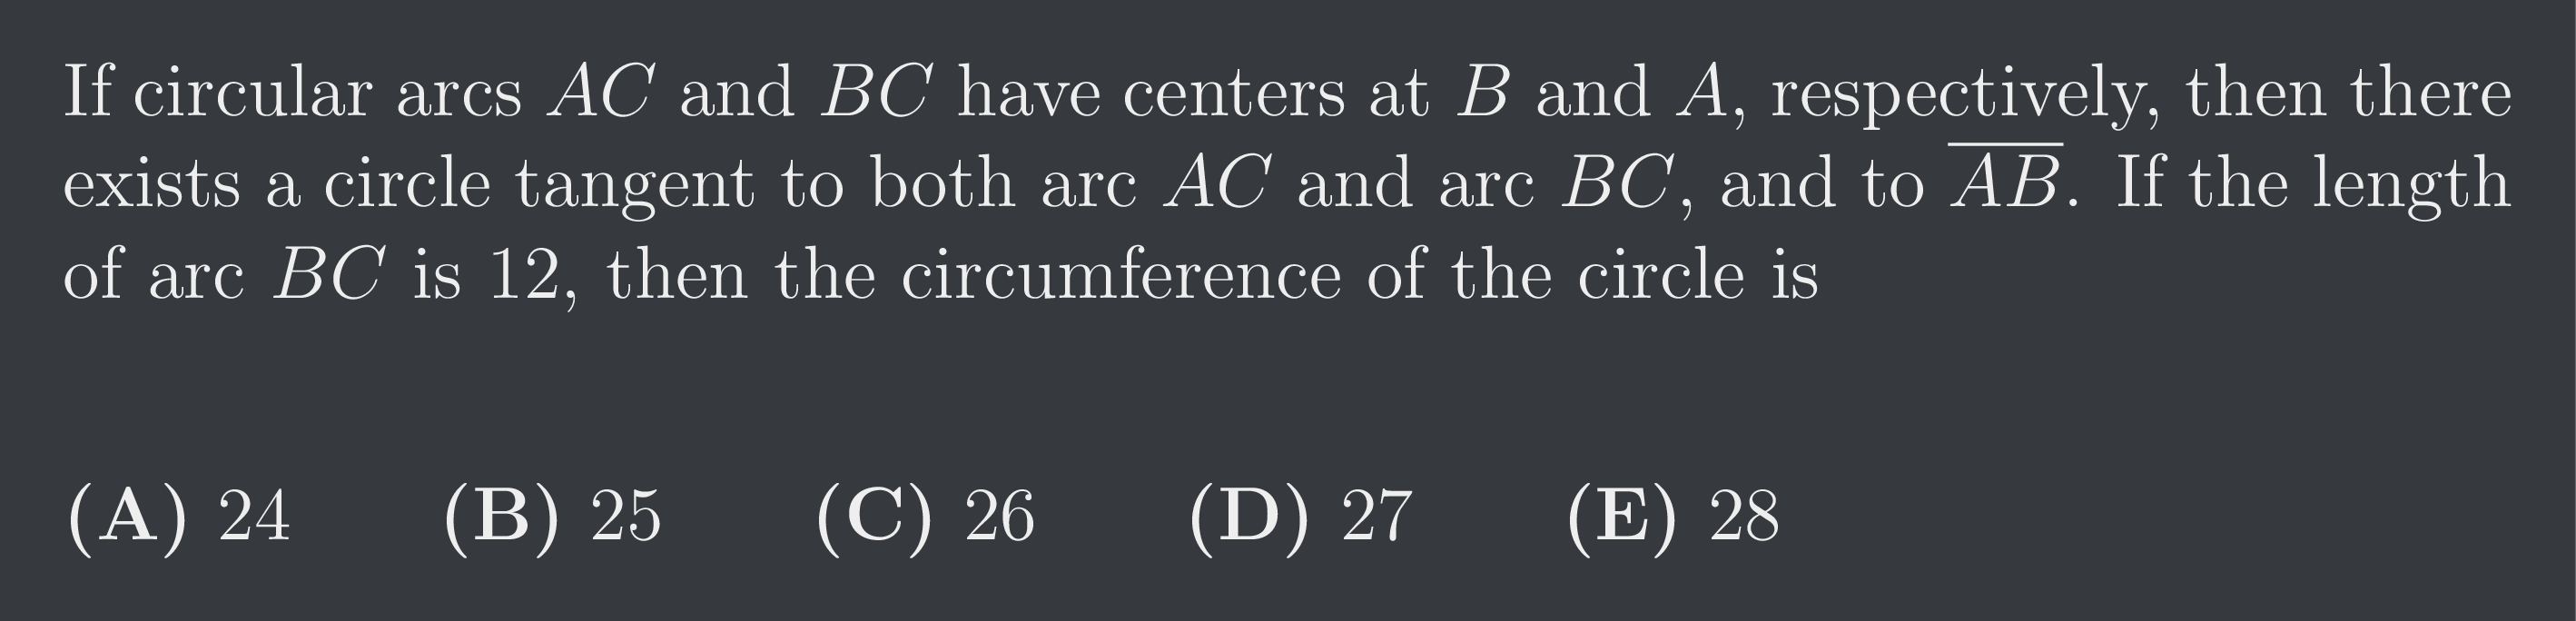 If circular arcs $AC$ and $BC$ have centers at $B$ and $A$, respectively, then there
exists a circle tangent to both arc $AC$ and arc $BC$, and to $\overline{AB}$. If the length
of arc $BC$ is 12, then the circumference of the circle is
(A) 24 (B) 25 (C) 26 (D) 27 (E) 28